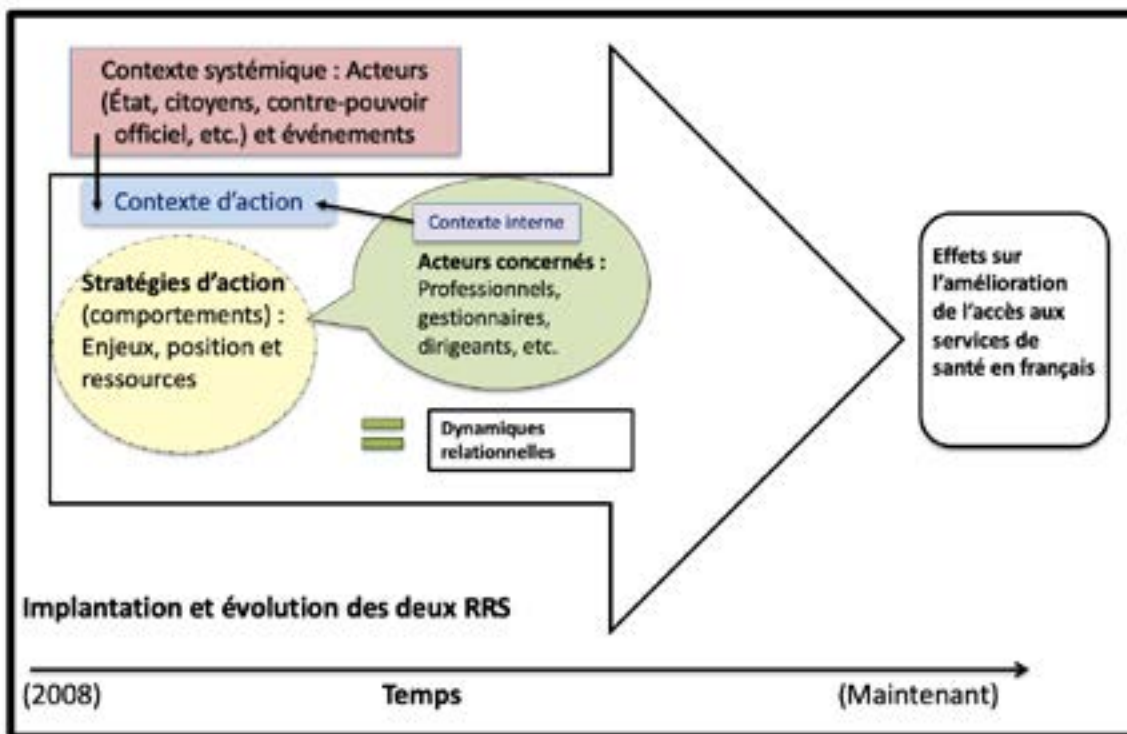 Contexte systémique : Acteurs
(État, citoyens, contre-pouvoir
officiel, etc.) et événements
Contexte d’action
Contexte interne
Acteurs concernés :
Professionnels,
gestionnaires,
dirigeants, etc.
Stratégies d’action
(comportements) :
Enjeux, position et
ressources
Dynamiques
relationnelles
Effets sur
l’amélioration
de l’accès aux
services de
santé en français
Implantation et évolution des deux RRS
(2008)
Temps
(Maintenant)